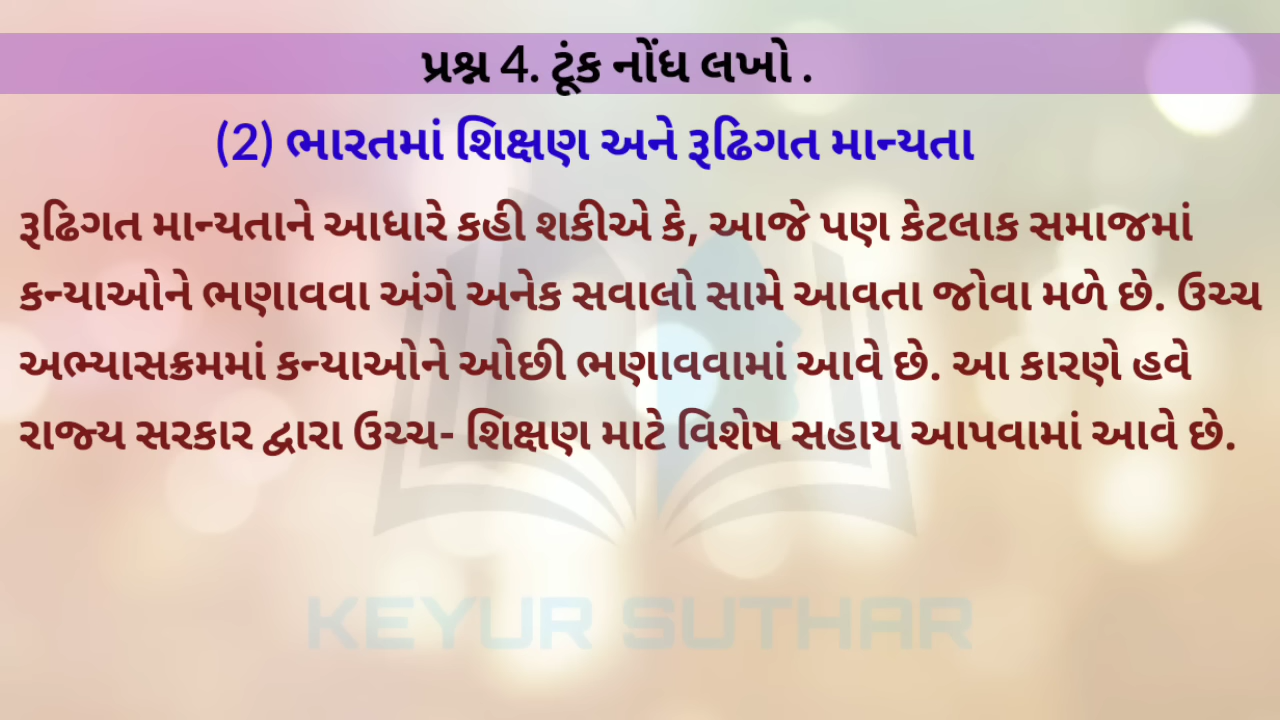 પ્રશ્ન 4. ટૂંક નોંધ લખો .
(2) ભારતમાં શિક્ષણ અને રૂઢિગત માન્યતા
રૂઢિગત માન્યતાને આધારે કહી શકીએ કે, આજે પણ કેટલાક સમાજમાં
કન્યાઓને ભણાવવા અંગે અનેક સવાલો સામે આવતા જોવા મળે છે. ઉચ્ચ
અભ્યાસક્રમમાં કન્યાઓને ઓછી ભણાવવામાં આવે છે. આ કારણે હવે
રાજ્ય સરકાર દ્વારા ઉચ્ચ- શિક્ષણ માટે વિશેષ સહાય આપવામાં આવે છે.
KEYUR SUTHAR